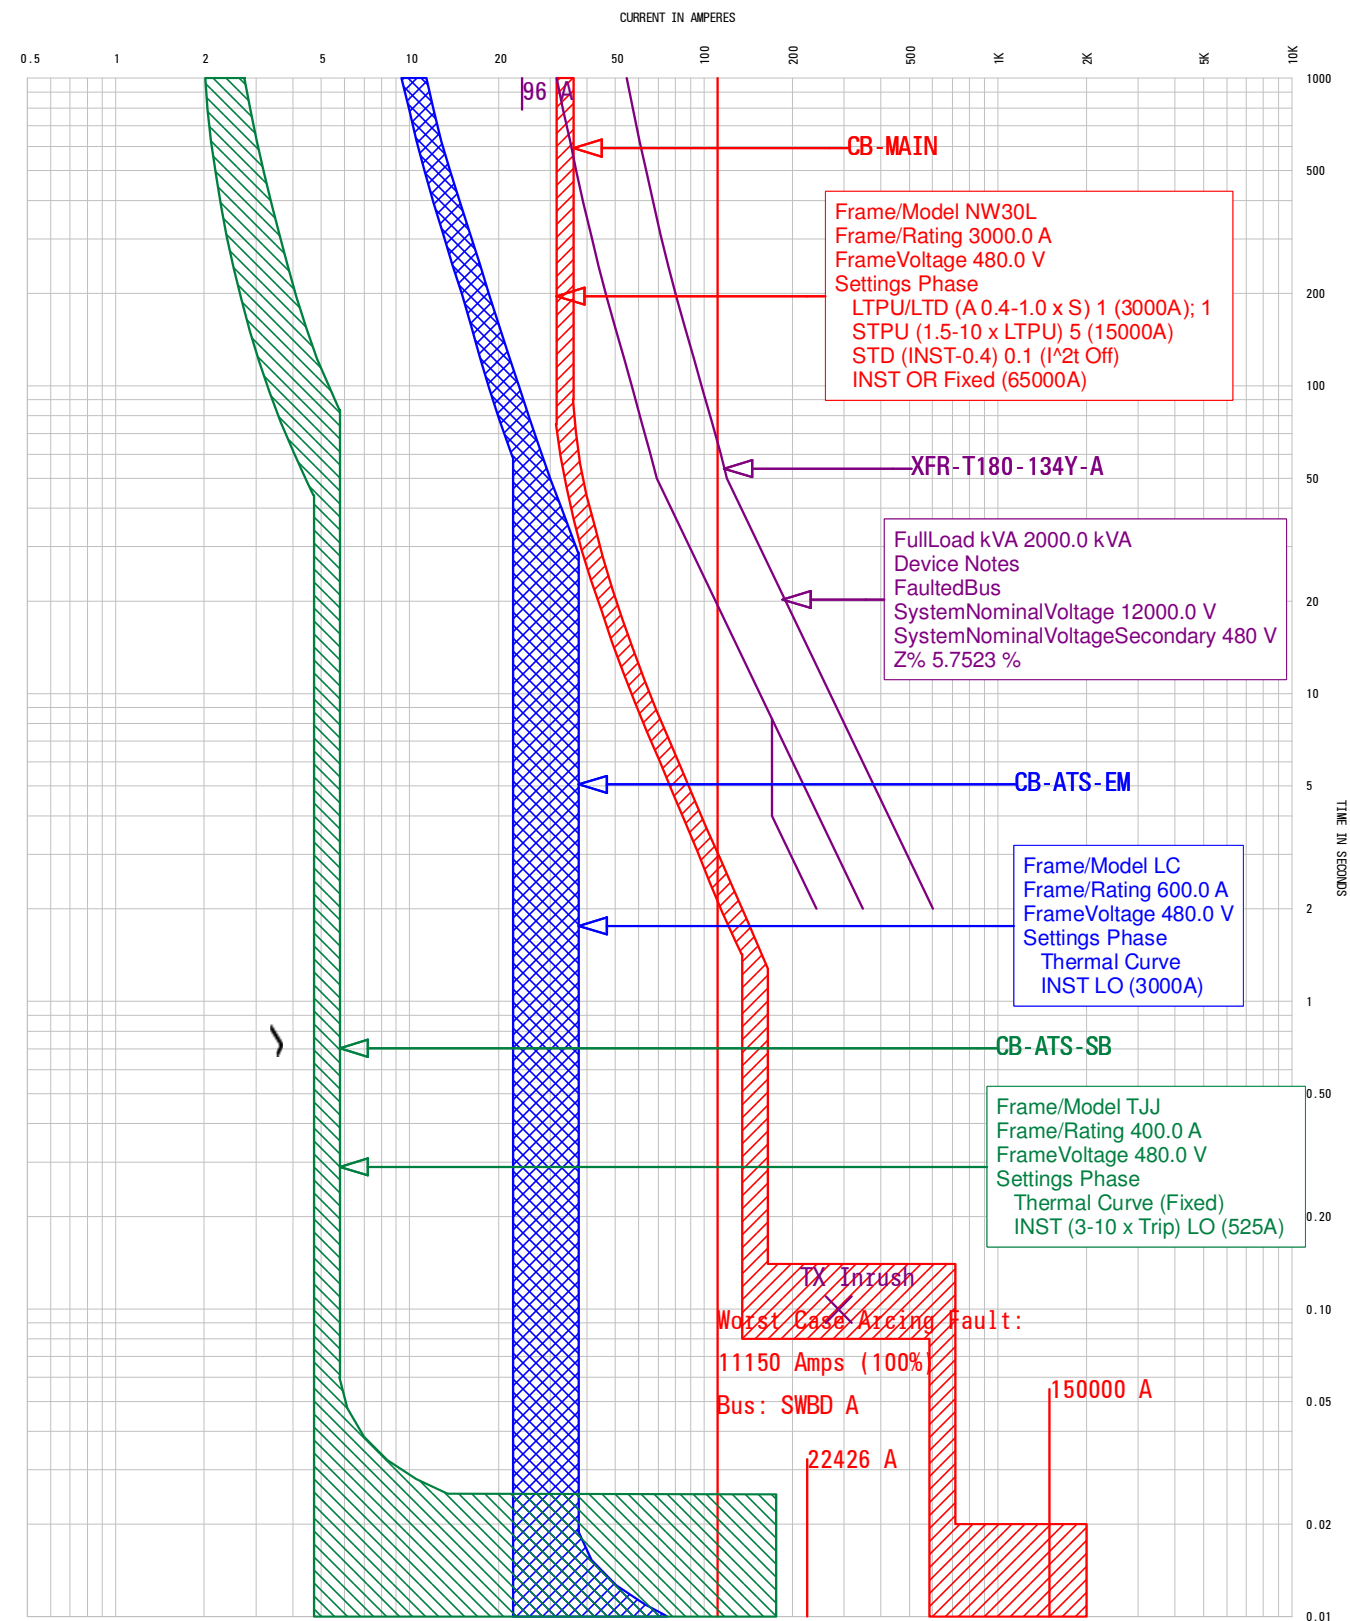 CURRENT IN AMPERES
0.5 1 2 5 10 20 50 100 200 500 1K 2K 5K 10K
1000
96 A
CB-MAIN
500
Frame/Model NW30L
Frame/Rating 3000.0 A
FrameVoltage 480.0 V
Settings Phase
LTPU/LTD (A 0.4-1.0 x S) 1 (3000A); 1
STPU (1.5-10 x LTPU) 5 (15000A)
STD (INST-0.4) 0.1 (I^2t Off)
INST OR Fixed (65000A)
200
100
XFR-T180-134Y-A
50
FullLoad kVA 2000.0 kVA
Device Notes
FaultedBus
SystemNominalVoltage 12000.0 V
SystemNominalVoltageSecondary 480 V
Z% 5.7523 %
20
10
CB-ATS-EM
5
TIME IN SECONDS
Frame/Model LC
Frame/Rating 600.0 A
FrameVoltage 480.0 V
Settings Phase
Thermal Curve
INST LO (3000A)
2
1
CB-ATS-SB
0.50
Frame/Model TJJ
Frame/Rating 400.0 A
FrameVoltage 480.0 V
Settings Phase
Thermal Curve (Fixed)
INST (3-10 x Trip) LO (525A)
0.20
TX Inrush
0.10
Worst Case Arcing Fault:
11150 Amps (100%)
Bus: SWBD A
150000 A
0.05
22426 A
0.02
0.01